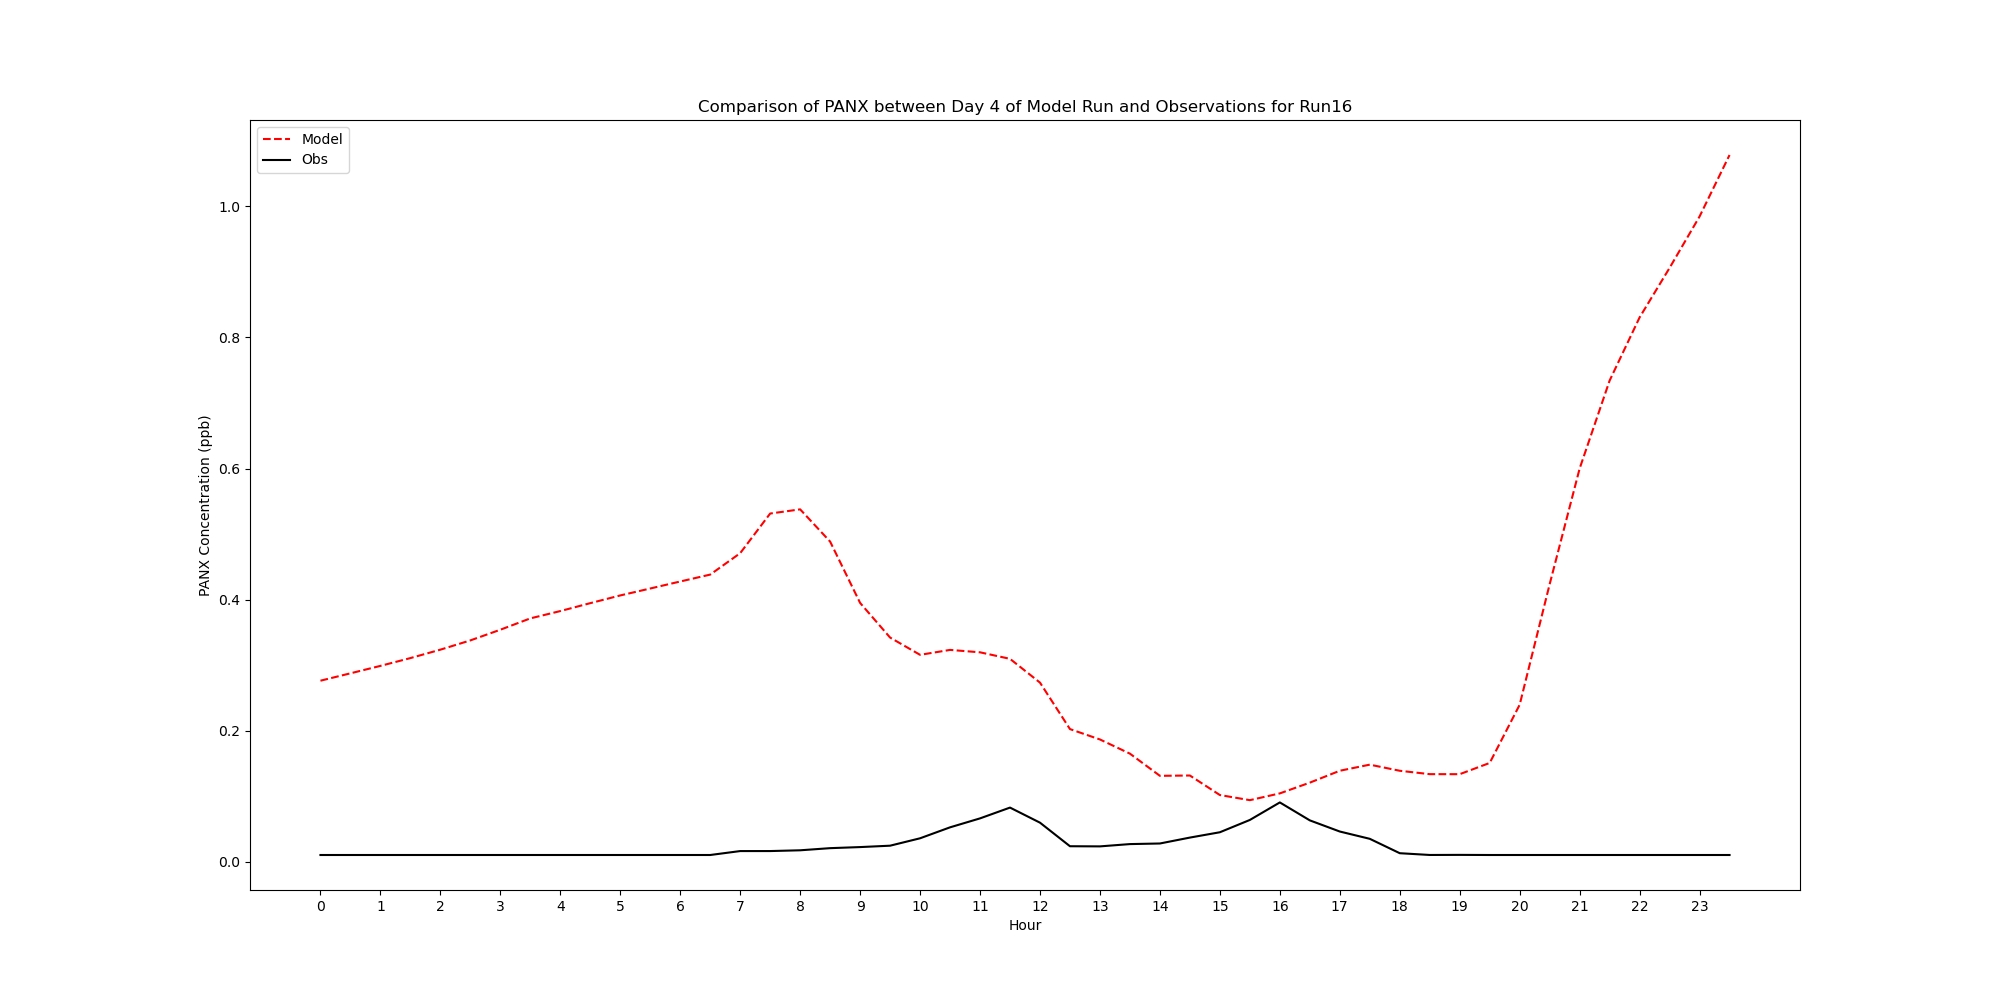 Comparison of PANX between Day 4 of Model Run and Observations for Run16
Model
Obs
1.0
0.8
0.6
0.4
0.2
0.0
PANX Concentration (ppb)
0 1 2 3 4 5 6 7 8 9 10 11 12 13 14 15 16 17 18 19 20 21 22 23
Hour